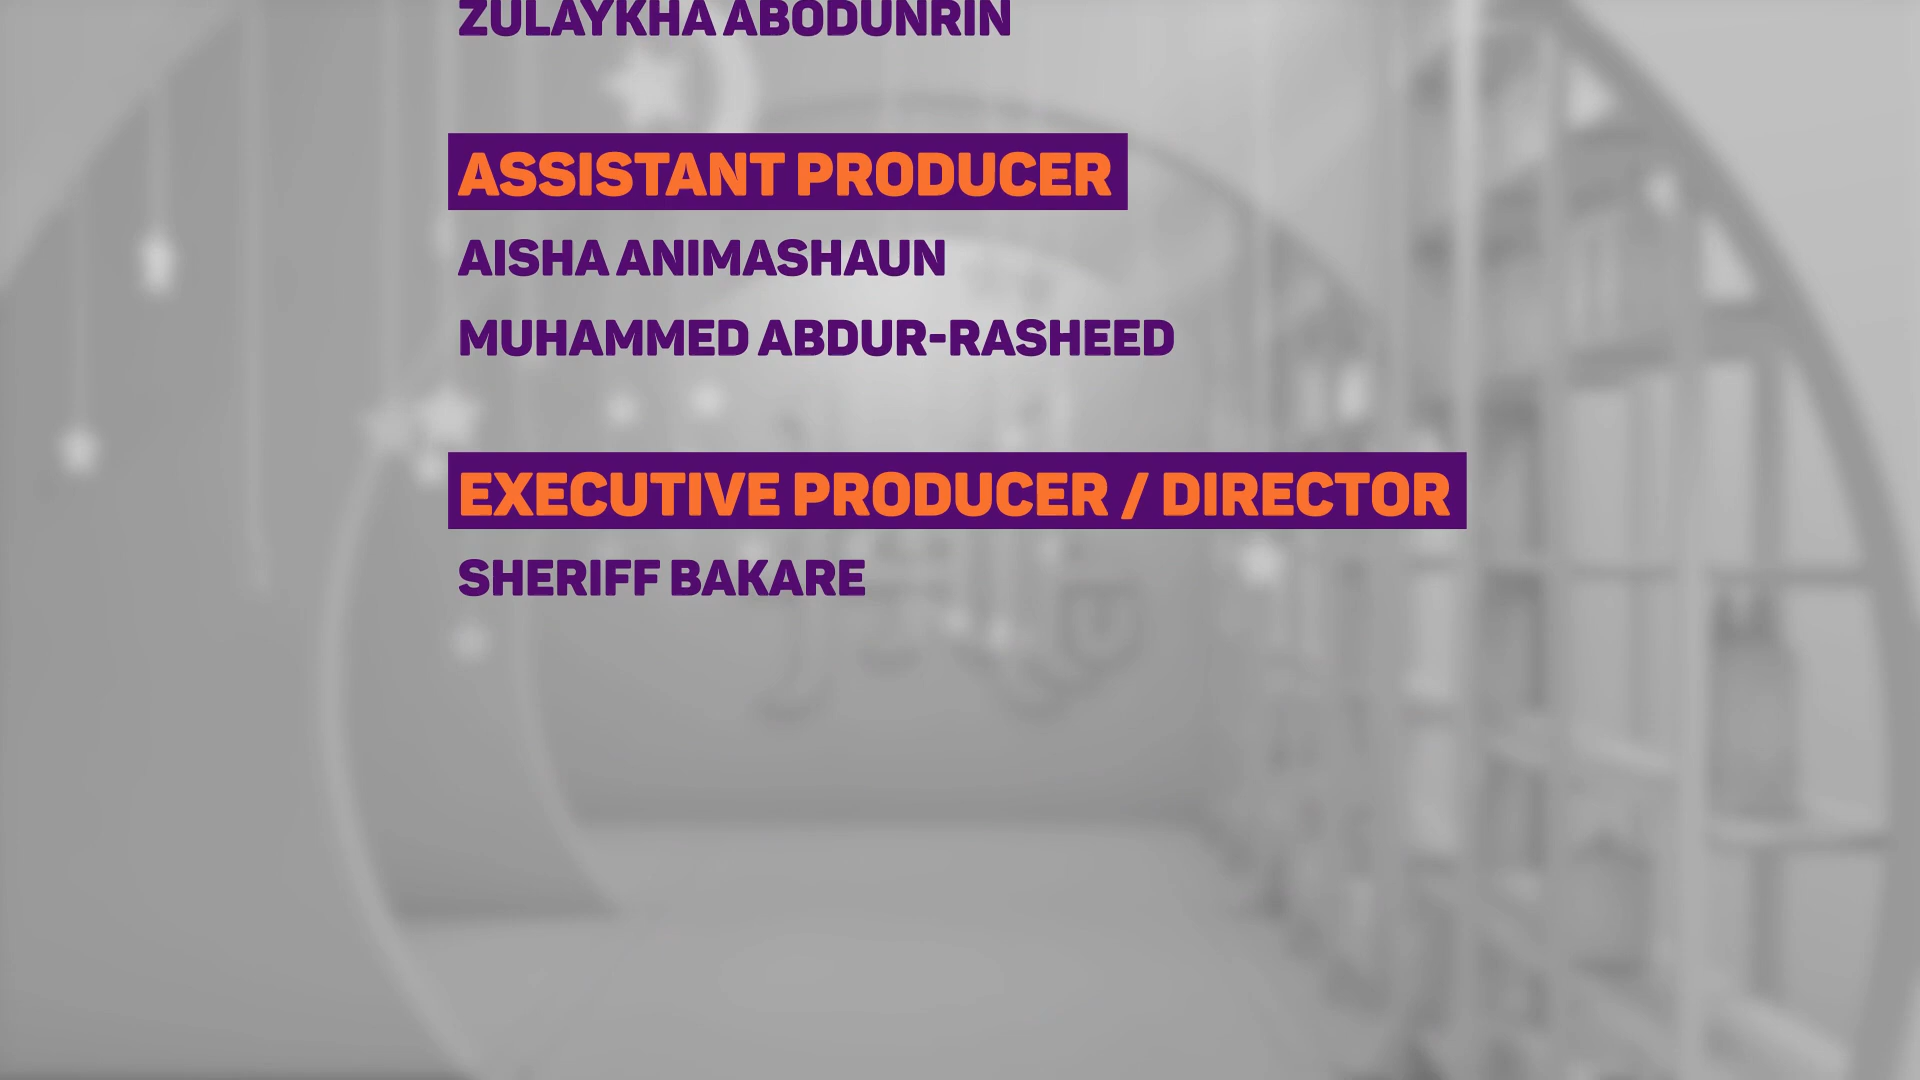 ZULAYKHA ABODUNRIN
ASSISTANT PRODUCER
AISHA ANIMASHAUN
MUHAMMED ABDUR-RASHEED
EXECUTIVE PRODUCER / DIRECTOR
SHERIFF BAKARE